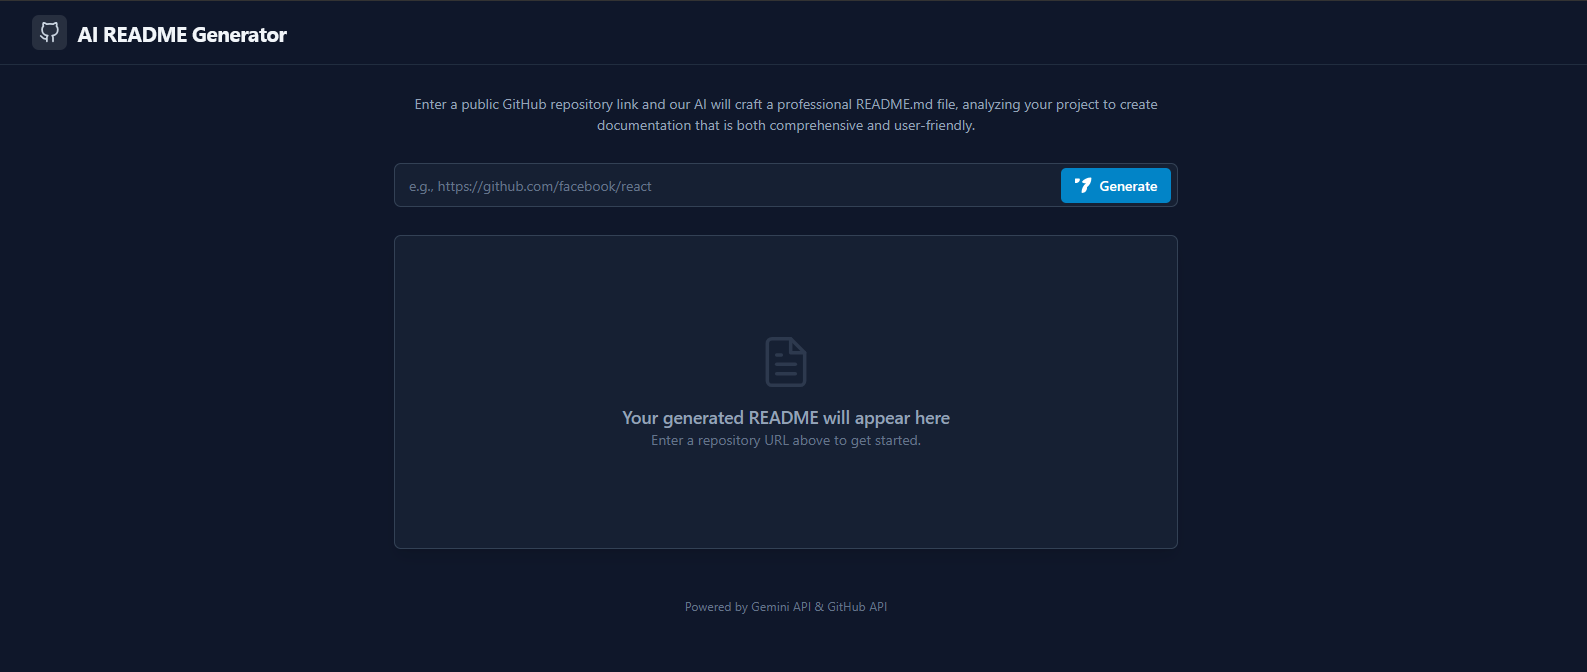 AI README Generator
Enter a public GitHub repository link and our AI will craft a professional README.md file, analyzing your project to create
documentation that is both comprehensive and user-friendly.
e.g., https://github.com/facebook/react
Generate
Your generated README will appear here
Enter a repository URL above to get started.
Powered by Gemini API & GitHub API